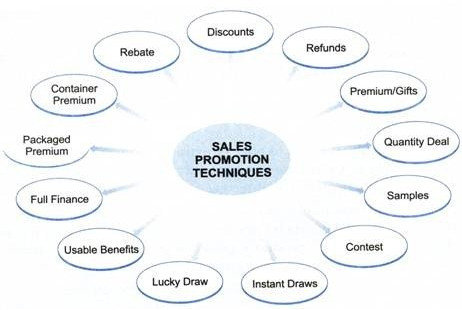 Discounts
Rebate
Refunds
Container
Premium
Premium/Gifts
Packaged
Premium
SALES
PROMOTION
TECHNIQUES
Quantity Deal
Full Finance
Samples
Usable Benefits
Contest
Lucky Draw
Instant Draws